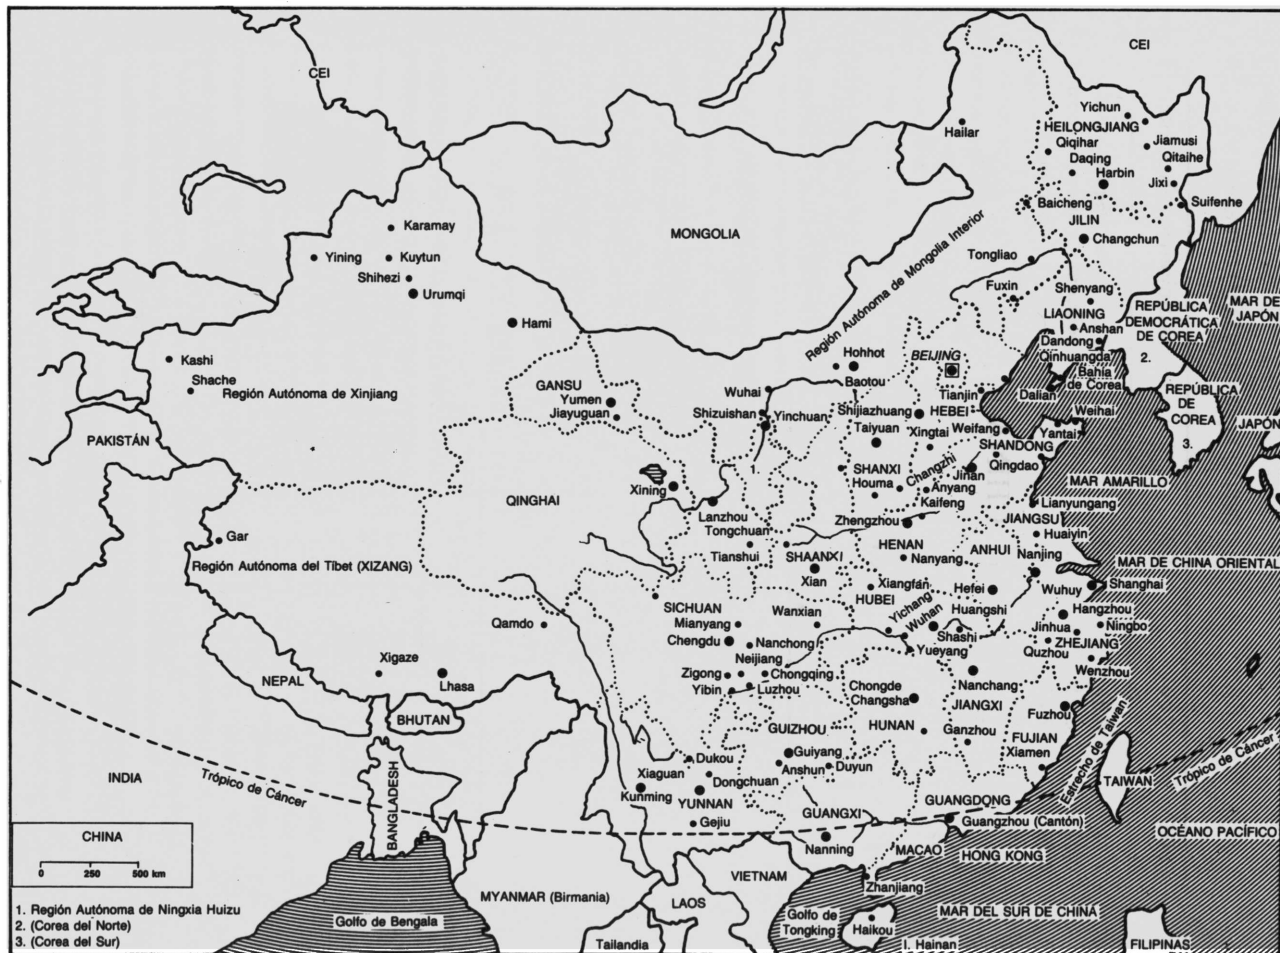 CEI
CEI
Yichun
HEILONGJIANG
Hailar
Qiqihar
Jiamusi
Daqing
Qitaihe
Harbin
Jixi
Baicheng
Suifenhe
JILIN
Changchun
Karamay
MONGOLIA
Región Autónoma de Mongolia Interior
Yining
Kuytun
Tongliao
Shihezi
Urumqi
Fuxin
Shenyang
REPÚBLICA
DEMOCRÁTICA
DE COREA
2.
MAR DE
JAPÓN
LIAONING
Hami
Anshan
Dandong
Kashi
Hohhot
BEIJING
Qinhuangda
Bahía
de Corea
Shache
Región Autónoma de Xinjiang
GANSU
Yumen
Jiayuguan
Wuhai
Baotou
Tianjin
Dalian
REPÚBLICA
DE
COREA
3.
Shizuishan
Yinchuan
Shijiazhuang
HEBEI
Weihai
JAPÓN
Taiyuan
Xingtai
Weifang
Yantai
PAKISTÁN
SHANDONG
Qingdao
SHANXI
Changzhi
Jinan
MAR AMARILLO
Xining
QINGHAI
Houma
Anyang
Kaifeng
Lianyungang
Lanzhou
Zhengzhou
JIANGSU
Tongchuan
Gar
Huaiyin
Tianshui
SHAANXI
HENAN
ANHUI
Nanyang
Nanjing
MAR DE CHINA ORIENTAL
Región Autónoma del Tíbet (XIZANG)
Xian
Xiangfan
Hefei
Wuhuy
Shanghai
HUBEI
SICHUAN
Wanxian
Yichang
Wuhan
Huangshi
Hangzhou
Qamdo
Mianyang
Jinhua
Ningbo
Chengdu
Nanchong
Shashi
ZHEJIANG
Yueyang
Quzhou
Neijiang
Xigaze
Zigong
Chongqing
Wenzhou
NEPAL
Lhasa
Yibin
Luzhou
Chongde
Changsha
Nanchang
JIANGXI
Fuzhou
BHUTAN
GUIZHOU
HUNAN
Ganzhou
FUJIAN
Xiamen
Estrecho de Taiwan
Guiyang
Dukou
Anshun
Duyun
INDIA
Trópico de Cáncer
BANGLADESH
Xiaguan
Dongchuan
TAIWAN
Trópico de Cáncer
Kunming
YUNNAN
GUANGDONG
GUANGXI
Gejiu
Guangzhou (Cantón)
CHINA
Nanning
MACAO
HONG KONG
OCÉANO PACÍFICO
0 250 500 km
VIETNAM
Zhanjiang
MYANMAR (Birmania)
LAOS
1. Región Autónoma de Ningxia Huizu
2. (Corea del Norte)
3. (Corea del Sur)
Golfo de Bengala
Golfo de
Tongking
Haikou
MAR DEL SUR DE CHINA
Tailandia
I. Hainan
FILIPINAS